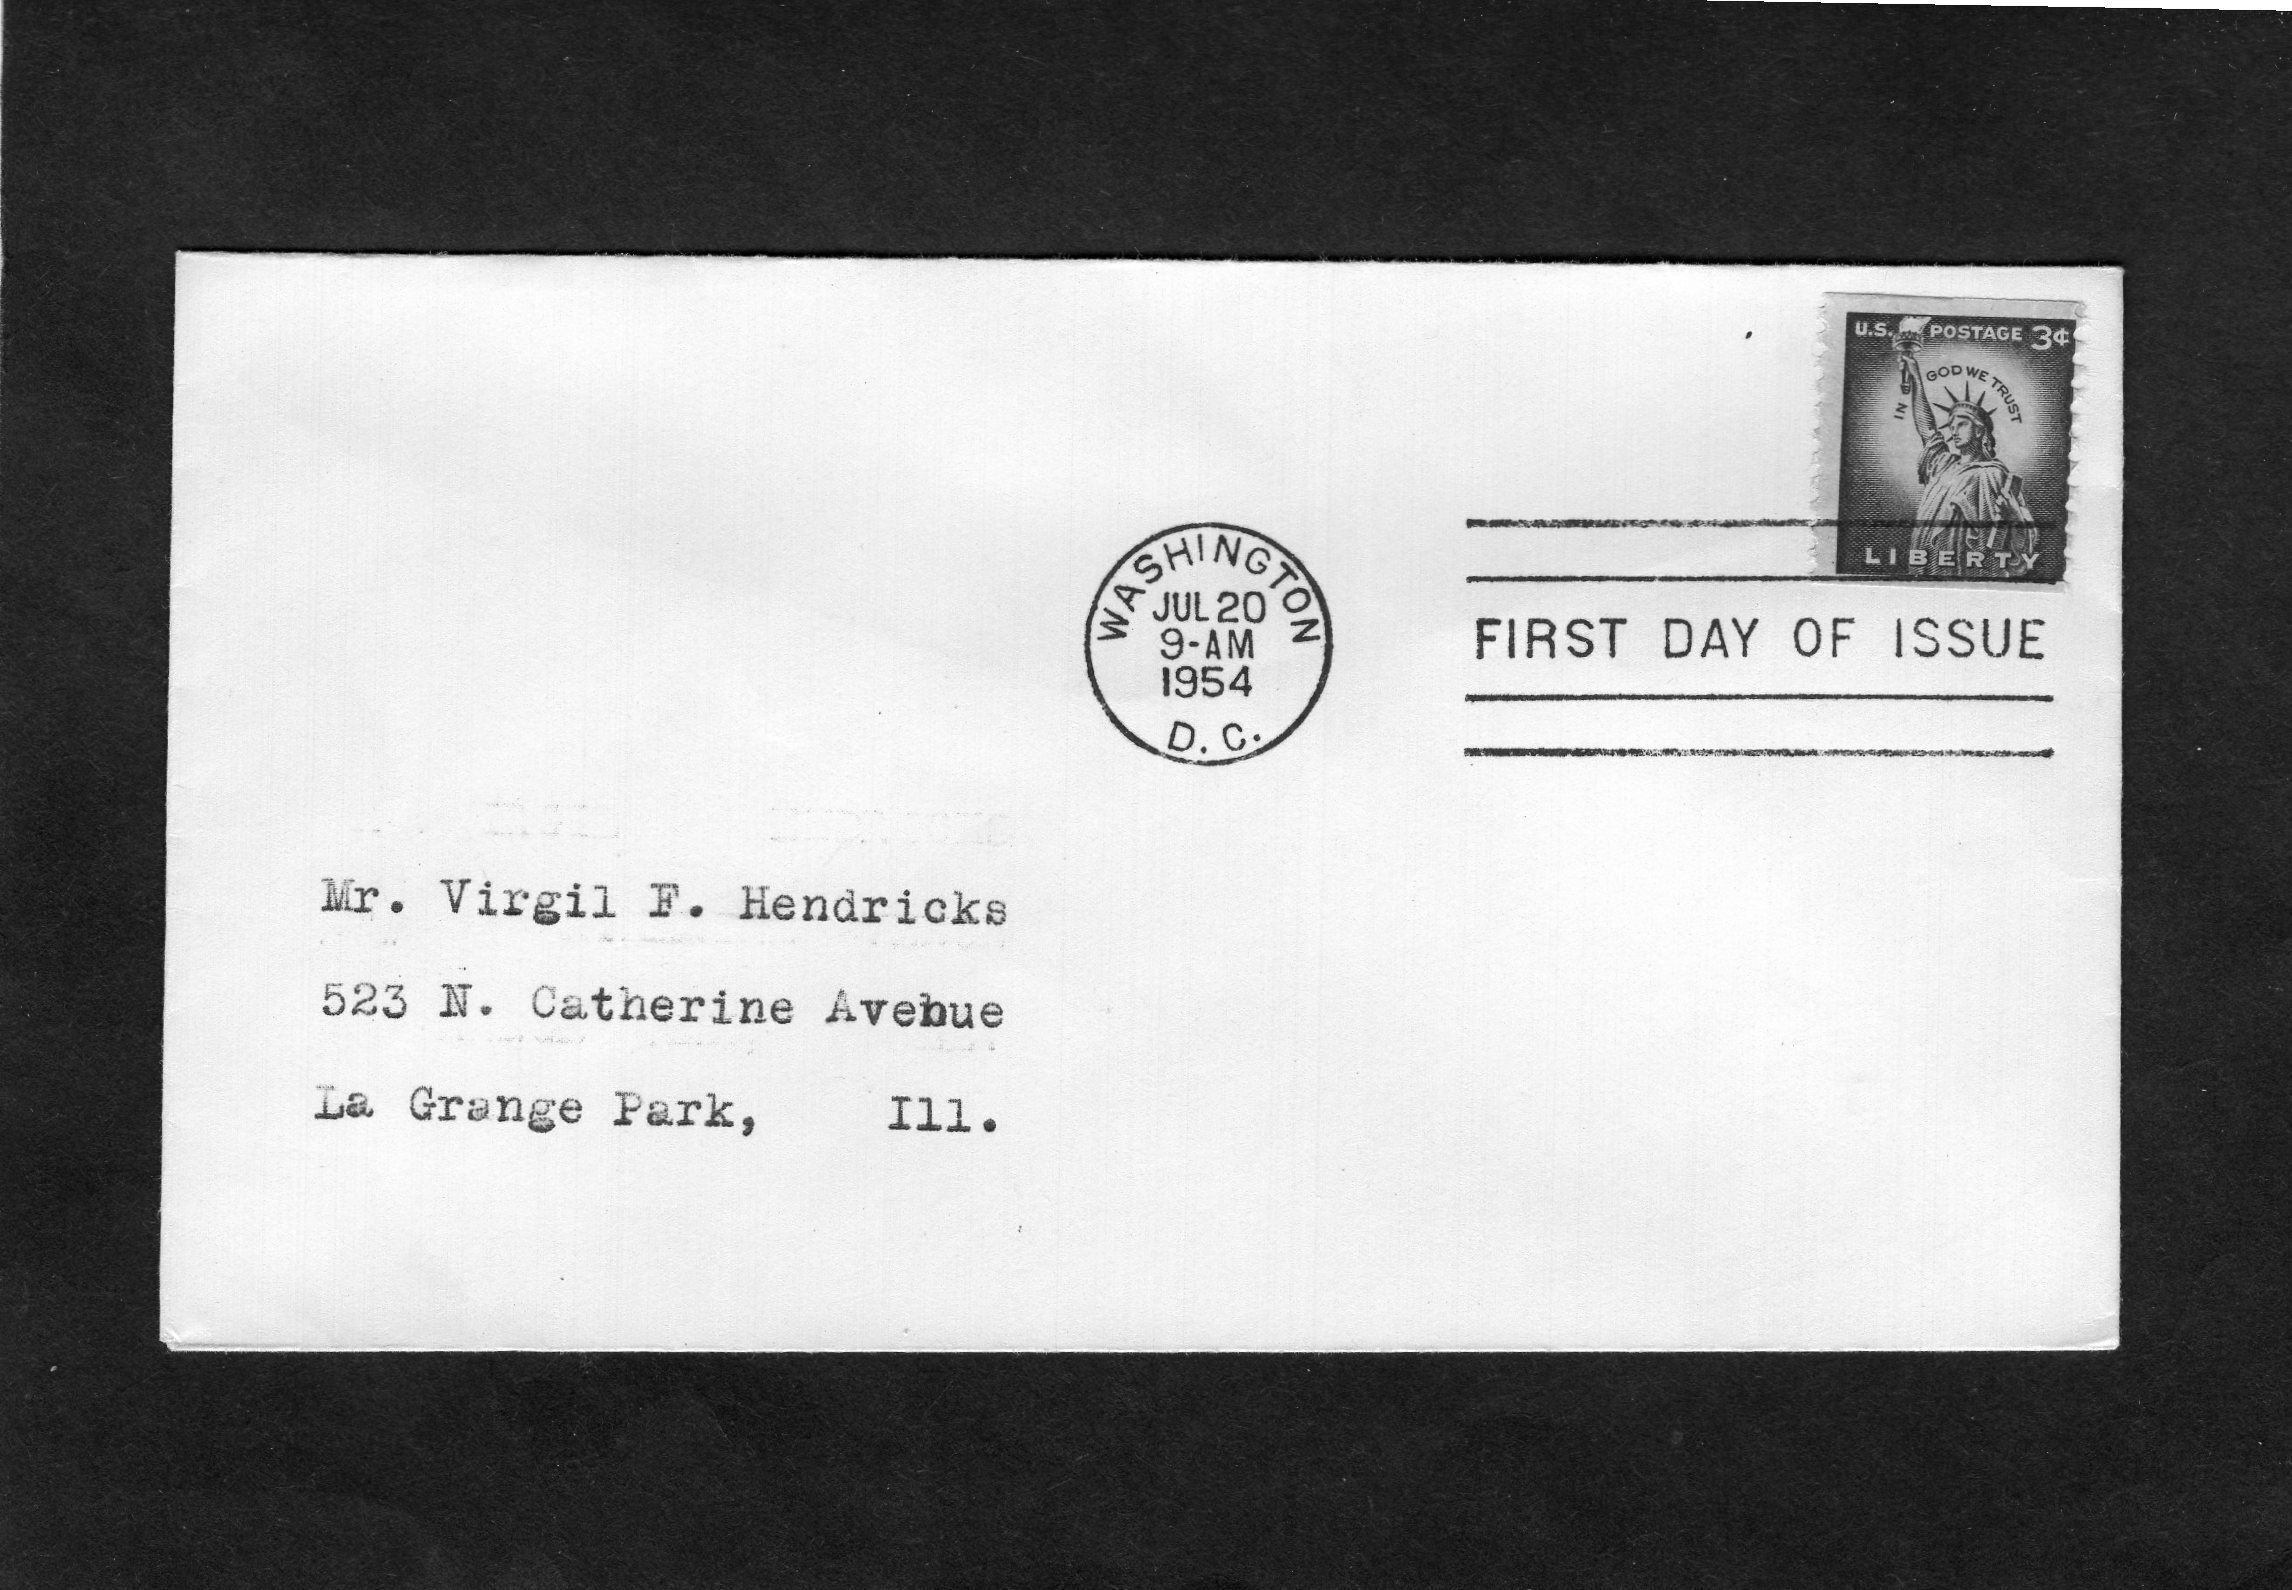 U.S. POSTAGE 3¢
IN GOD WE TRUST
LIBERTY
WASHINGTON
JUL 20
9-AM
1954
D. C.
FIRST DAY OF ISSUE
Mr. Virgil F. Hendricks
523 N. Catherine Avenue
La Grange Park, Ill.